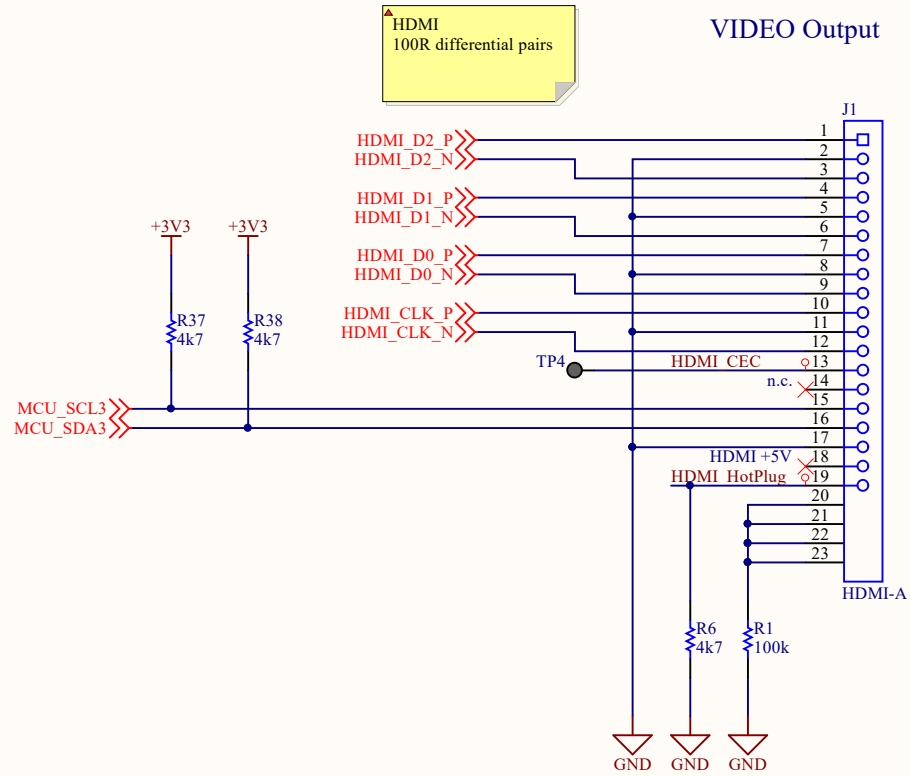 HDMI
100R differential pairs
VIDEO Output
J1
HDMI_D2_P
HDMI_D2_N
HDMI_D1_P
HDMI_D1_N
HDMI_D0_P
HDMI_D0_N
HDMI_CLK_P
HDMI_CLK_N
+3V3
+3V3
R37
4k7
R38
4k7
TP4
HDMI_CEC
n.c.
MCU_SCL3
MCU_SDA3
HDMI +5V
HDMI_HotPlug
1
2
3
4
5
6
7
8
9
10
11
12
13
14
15
16
17
18
19
20
21
22
23
HDMI-A
R6
4k7
R1
100k
GND
GND
GND